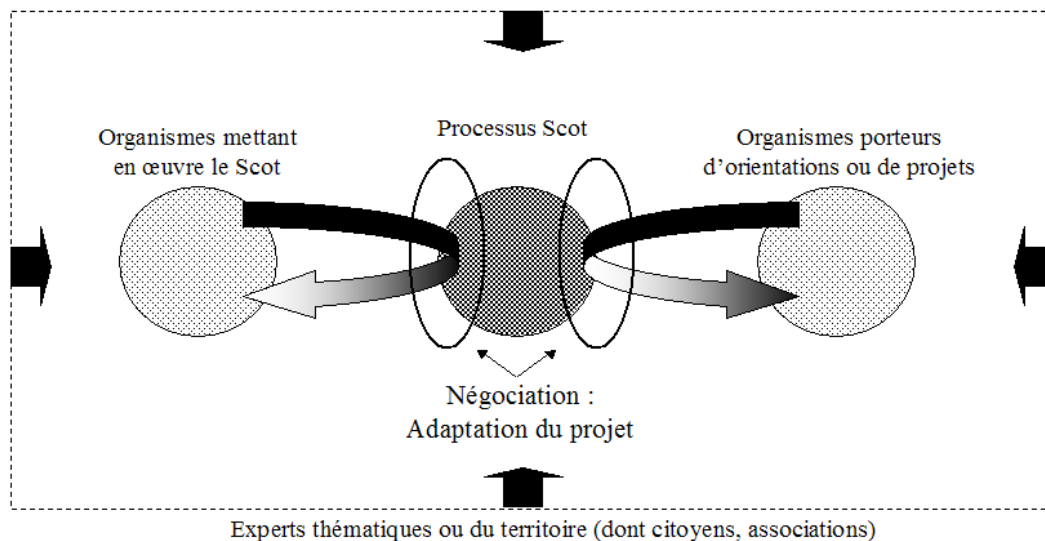 Organismes mettant
en œuvre le Scot
Processus Scot
Organismes porteurs
d’orientations ou de projets
Négociation :
Adaptation du projet
Experts thématiques ou du territoire (dont citoyens, associations)